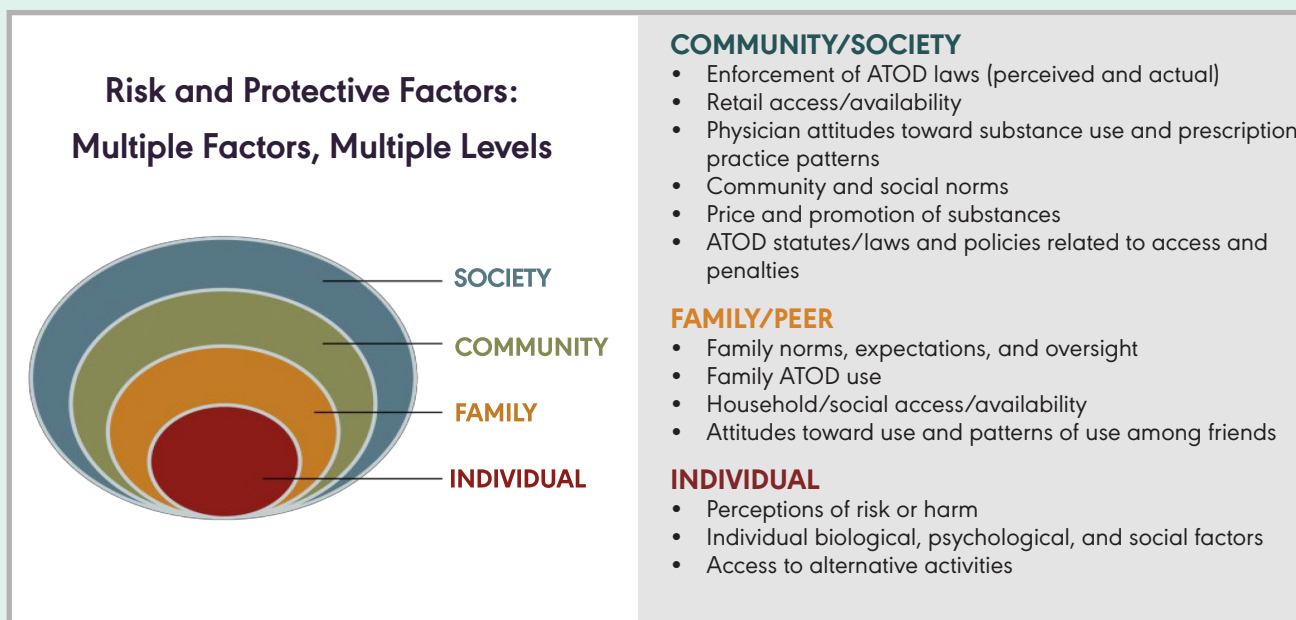 Risk and Protective Factors:
Multiple Factors, Multiple Levels
SOCIETY
COMMUNITY
FAMILY
INDIVIDUAL
COMMUNITY/SOCIETY
• Enforcement of ATOD laws (perceived and actual)
• Retail access/availability
• Physician attitudes toward substance use and prescription
practice patterns
• Community and social norms
• Price and promotion of substances
• ATOD statutes/laws and policies related to access and
penalties
FAMILY/PEER
• Family norms, expectations, and oversight
• Family ATOD use
• Household/social access/availability
• Attitudes toward use and patterns of use among friends
INDIVIDUAL
• Perceptions of risk or harm
• Individual biological, psychological, and social factors
• Access to alternative activities